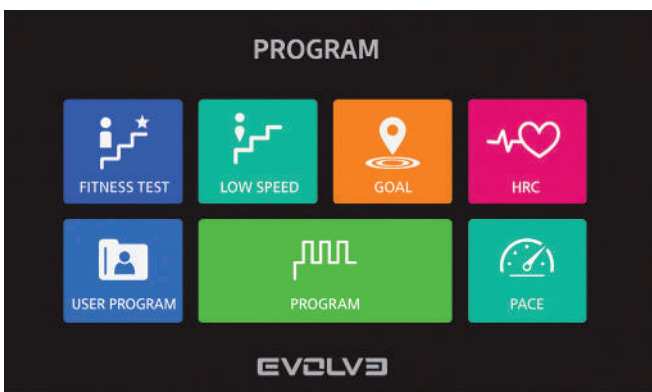 PROGRAM
FITNESS TEST
LOW SPEED
GOAL
HRC
USER PROGRAM
PROGRAM
PACE
EVOLVE